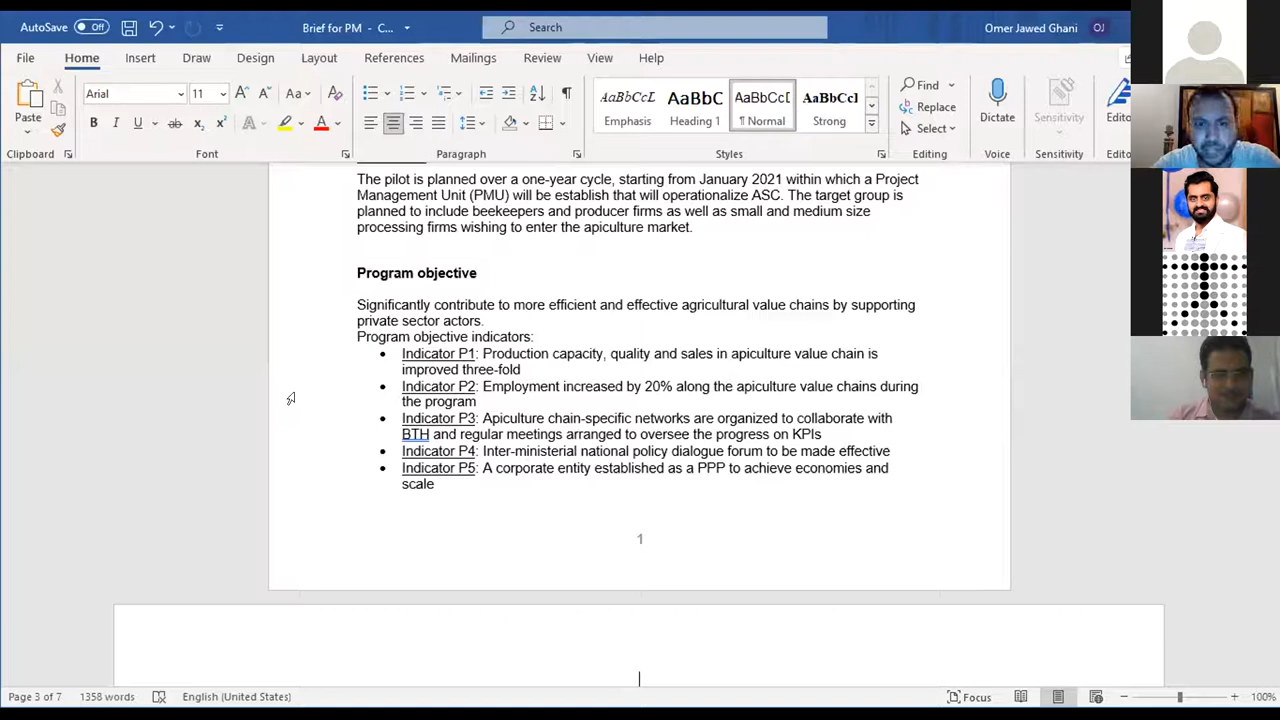 AutoSave Off
Brief for PM - C...
Search
Omer Jawed Ghani OJ
File Home Insert Draw Design Layout References Mailings Review View Help
Paste
Arial 11
Aa
B I U ab x₂ x² A A
AaBbCcL AaBbC AaBbCcD AaBbCcl
Emphasis Heading 1 ¶ Normal Strong
Find
Replace
Select
Dictate
Sensitivity
Edito
Clipboard Font Paragraph Styles Editing Voice Sensitivity
The pilot is planned over a one-year cycle, starting from January 2021 within which a Project
Management Unit (PMU) will be establish that will operationalize ASC. The target group is
planned to include beekeepers and producer firms as well as small and medium size
processing firms wishing to enter the apiculture market.
Program objective
Significantly contribute to more efficient and effective agricultural value chains by supporting
private sector actors.
Program objective indicators:
• Indicator P1: Production capacity, quality and sales in apiculture value chain is
improved three-fold
• Indicator P2: Employment increased by 20% along the apiculture value chains during
the program
• Indicator P3: Apiculture chain-specific networks are organized to collaborate with
BTH and regular meetings arranged to oversee the progress on KPIs
• Indicator P4: Inter-ministerial national policy dialogue forum to be made effective
• Indicator P5: A corporate entity established as a PPP to achieve economies and
scale
1
Page 3 of 7 1358 words English (United States) Focus 100%